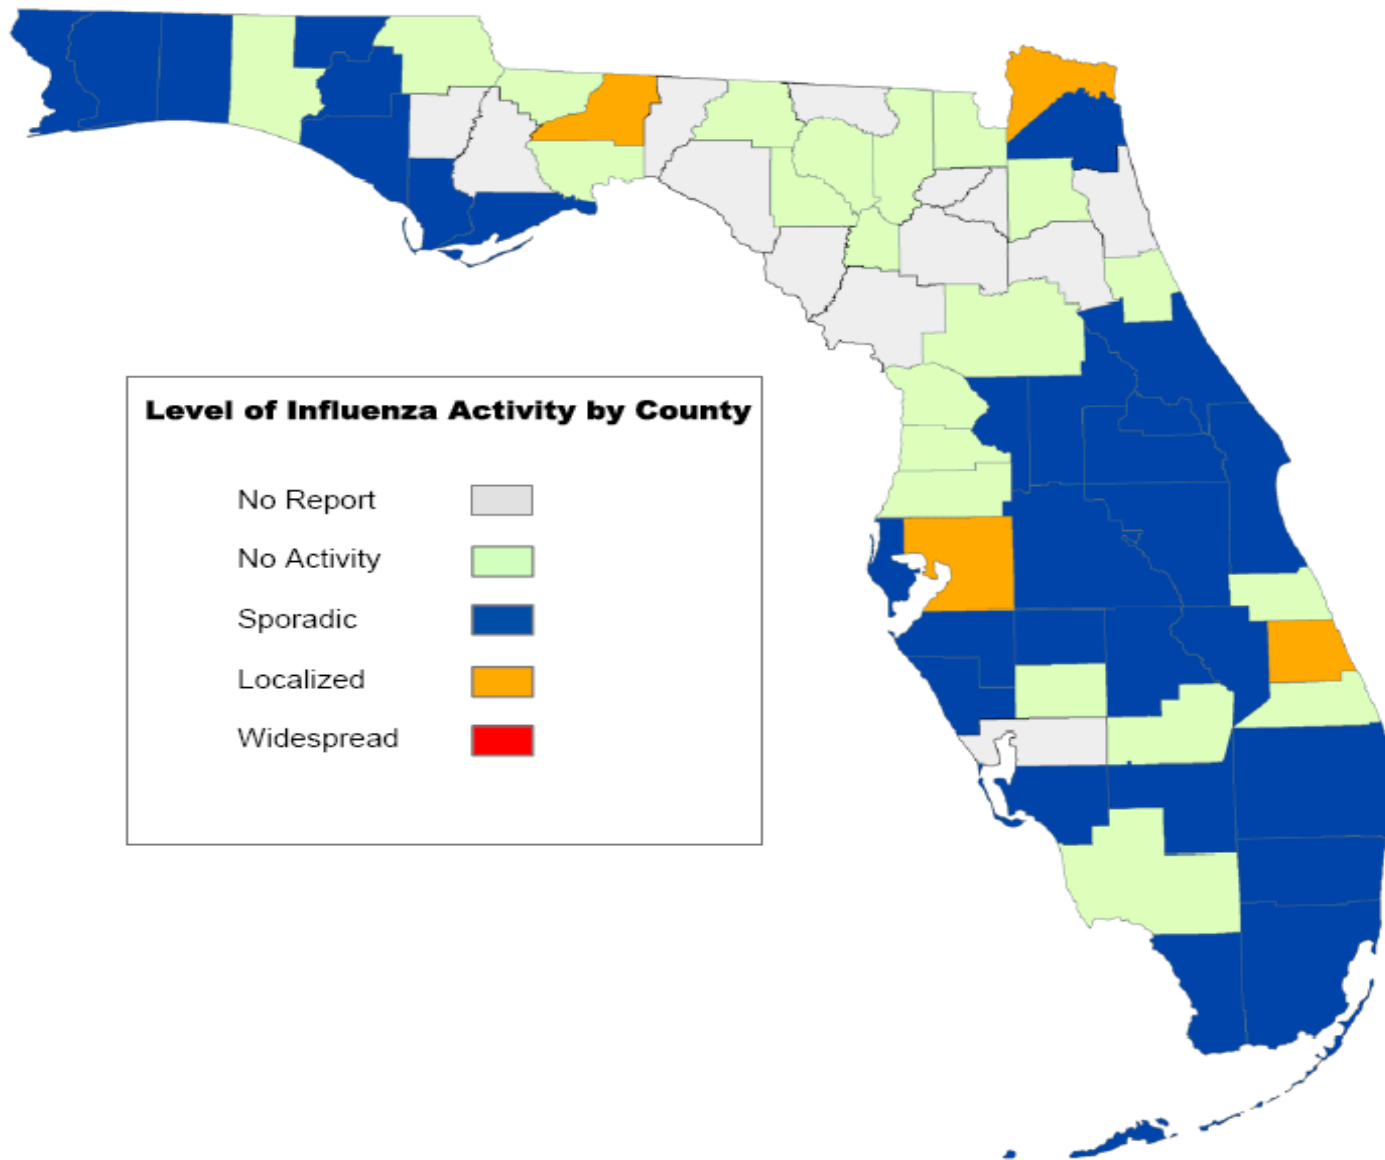 Level of Influenza Activity by County
No Report
No Activity
Sporadic
Localized
Widespread